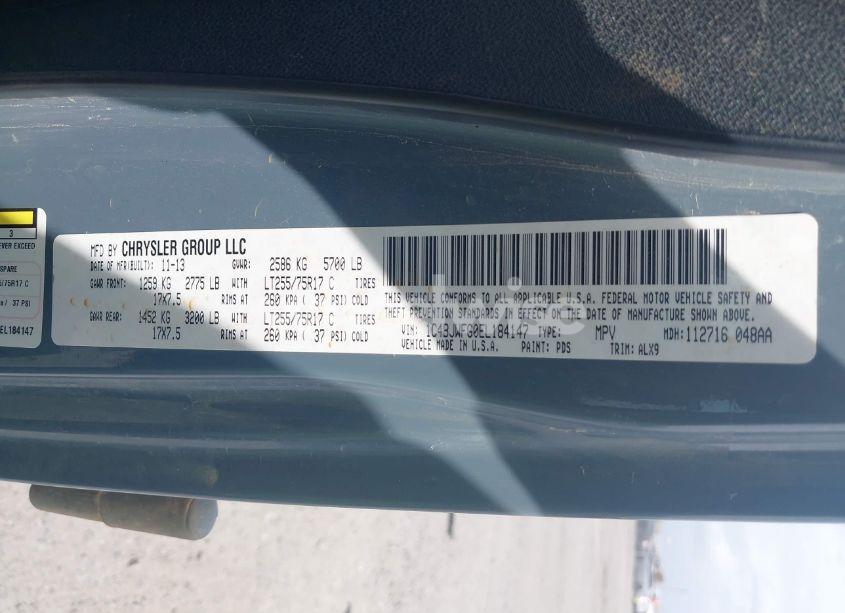 3
EVER EXCEED
SPARE
5/75R17 C
/ 37 PSI
EL184147
MFD BY CHRYSLER GROUP LLC
DATE OF MFR(BUILT): 11-13 GVWR: 2586 KG 5700 LB
GAWR FRONT: 1259 KG 2775 LB WITH LT255/75R17 C TIRES
17X7.5 RIMS AT 260 KPA ( 37 PSI) COLD
GAWR REAR: 1452 KG 3200 LB WITH LT255/75R17 C TIRES
17X7.5 RIMS AT 260 KPA ( 37 PSI) COLD
THIS VEHICLE CONFORMS TO ALL APPLICABLE U.S.A. FEDERAL MOTOR VEHICLE SAFETY AND
THEFT PREVENTION STANDARDS IN EFFECT ON THE DATE OF MANUFACTURE SHOWN ABOVE.
VIN: 1C4BJWFG0EL184147 TYPE: MPV MDH: 112716 048AA
VEHICLE MADE IN U.S.A. PAINT: PDS TRIM: ALX9